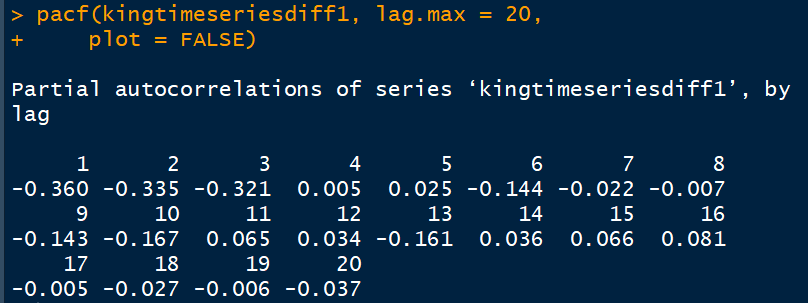 > pacf(kingtimeseriesdiff1, lag.max = 20,
+     plot = FALSE)
Partial autocorrelations of series ‘kingtimeseriesdiff1’, by
lag
     1      2      3      4      5      6      7      8
-0.360 -0.335 -0.321  0.005  0.025 -0.144 -0.022 -0.007
     9     10     11     12     13     14     15     16
-0.143 -0.167  0.065  0.034 -0.161  0.036  0.066  0.081
    17     18     19     20
-0.005 -0.027 -0.006 -0.037